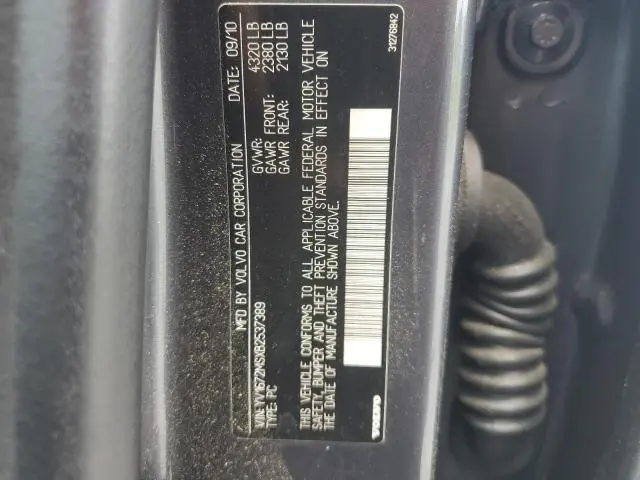 MFD BY VOLVO CAR CORPORATION DATE: 09/10
GVWR: 4320 LB
GAWR FRONT: 2380 LB
GAWR REAR: 2130 LB
VIN: YV1672MSXB2537389
TYPE: PC
THIS VEHICLE CONFORMS TO ALL APPLICABLE FEDERAL MOTOR VEHICLE
SAFETY, BUMPER AND THEFT PREVENTION STANDARDS IN EFFECT ON
THE DATE OF MANUFACTURE SHOWN ABOVE.
VOLVO
31276842